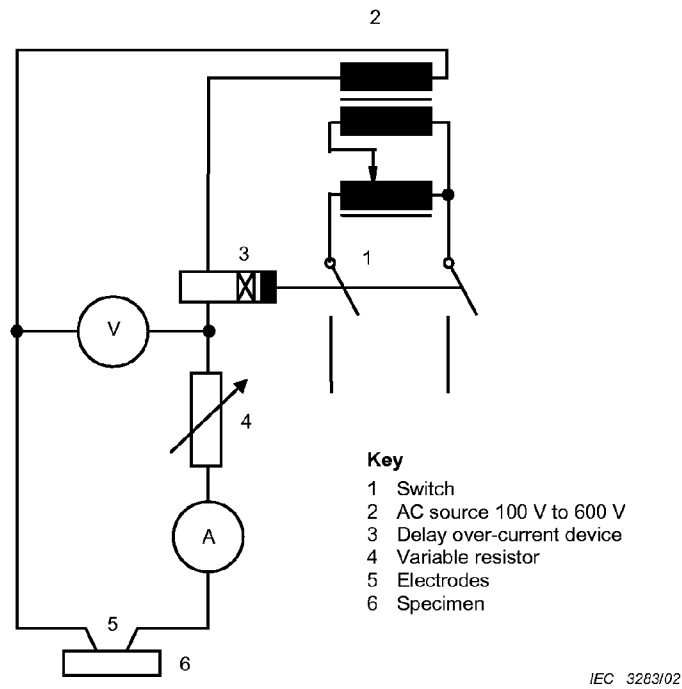 2
1
3
V
4
A
5
6
Key
1 Switch
2 AC source 100 V to 600 V
3 Delay over-current device
4 Variable resistor
5 Electrodes
6 Specimen
IEC 3283/02